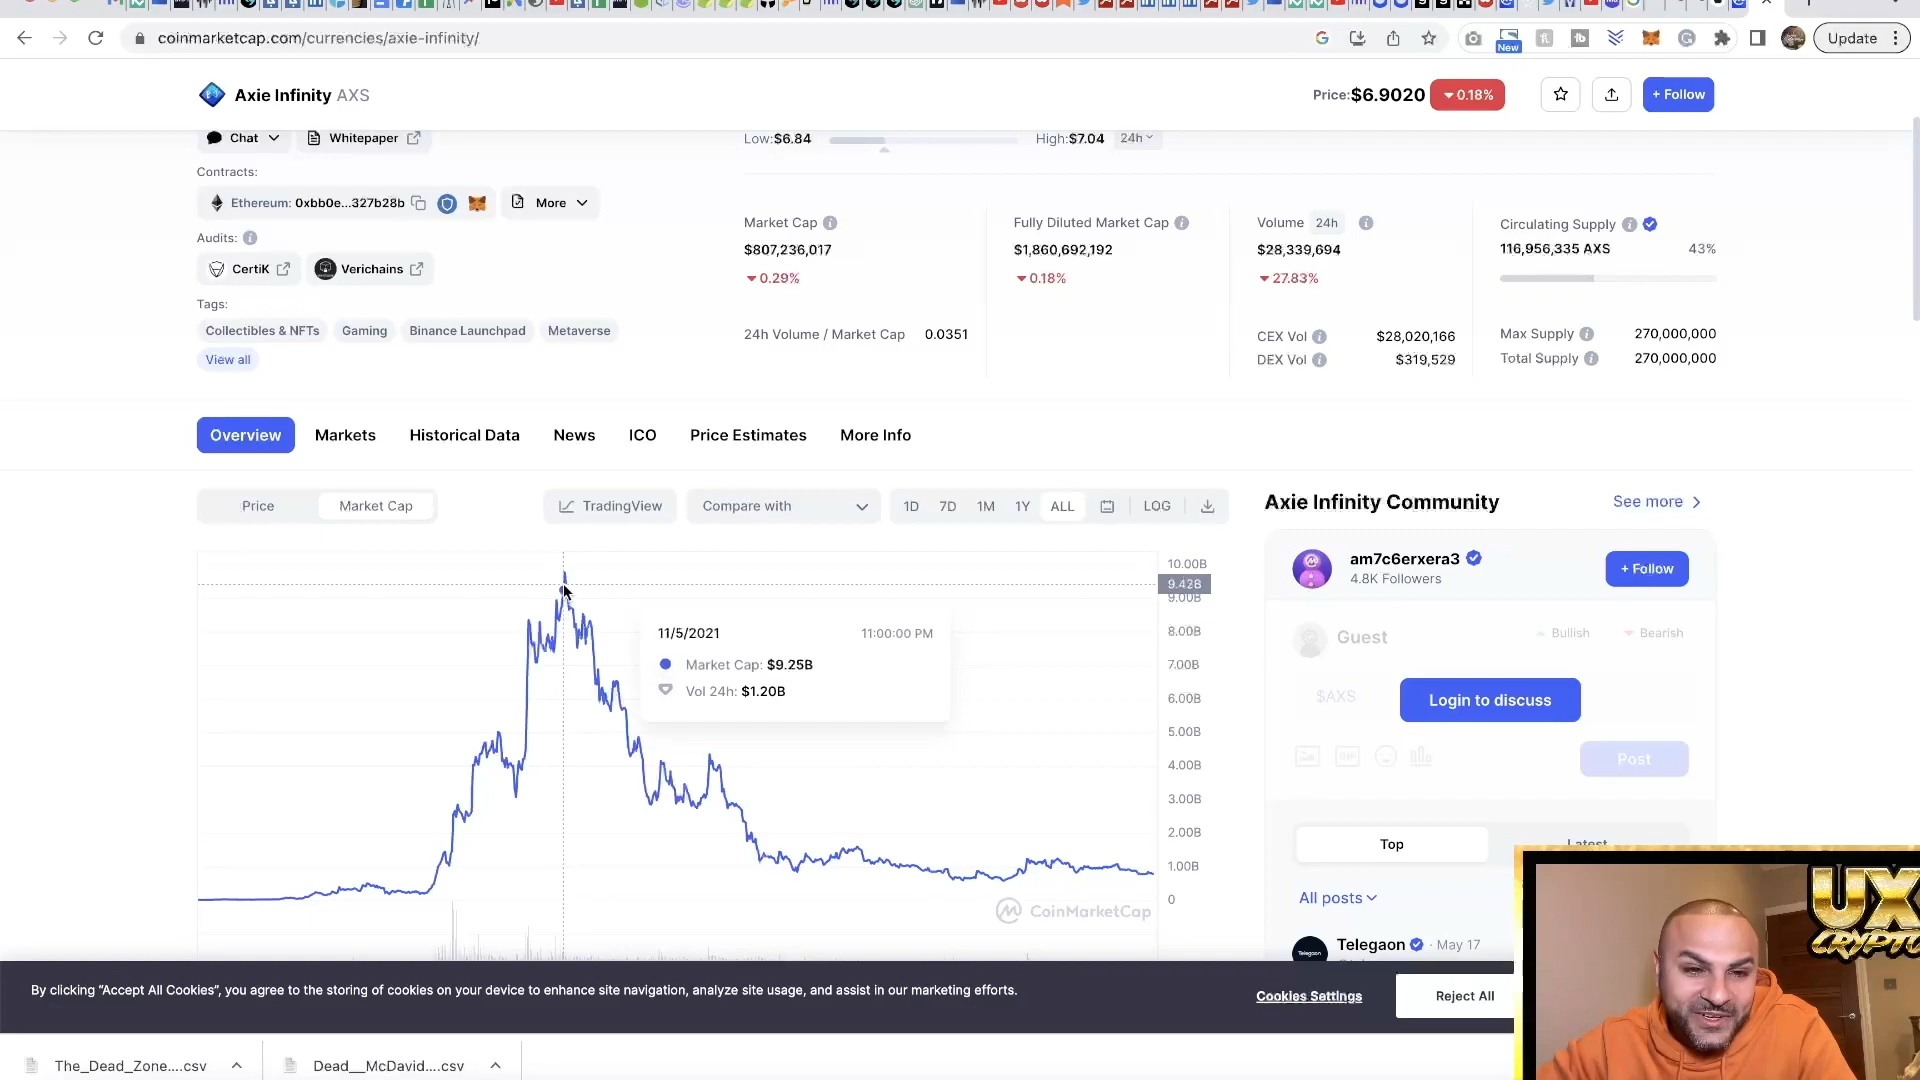 coinmarketcap.com/currencies/axie-infinity/
New
Update
Axie Infinity AXS
Price: $6.9020 0.18%
+ Follow
Chat
Whitepaper
Low: $6.84
High: $7.04
24h
Contracts:
Ethereum: 0xbb0e...327b28b
More
Audits:
CertiK
Verichains
Tags:
Collectibles & NFTs
Gaming
Binance Launchpad
Metaverse
View all
Market Cap
$807,236,017
0.29%
24h Volume / Market Cap 0.0351
Fully Diluted Market Cap
$1,860,692,192
0.18%
Volume 24h
$28,339,694
27.83%
CEX Vol $28,020,166
DEX Vol $319,529
Circulating Supply
116,956,335 AXS 43%
Max Supply 270,000,000
Total Supply 270,000,000
Overview
Markets
Historical Data
News
ICO
Price Estimates
More Info
Price
Market Cap
TradingView
Compare with
1D
7D
1M
1Y
ALL
LOG
10.00B
9.42B
9.00B
8.00B
7.00B
6.00B
5.00B
4.00B
3.00B
2.00B
1.00B
0
11/5/2021 11:00:00 PM
Market Cap: $9.25B
Vol 24h: $1.20B
CoinMarketCap
Axie Infinity Community
See more
am7c6erxera3
4.8K Followers
+ Follow
Guest
Bullish
Bearish
$AXS
Login to discuss
GIF
Post
Top
Latest
All posts
Telegaon · May 17
UX
CRYPTO
By clicking “Accept All Cookies”, you agree to the storing of cookies on your device to enhance site navigation, analyze site usage, and assist in our marketing efforts.
Cookies Settings
Reject All
The_Dead_Zone....csv
Dead__McDavid....csv